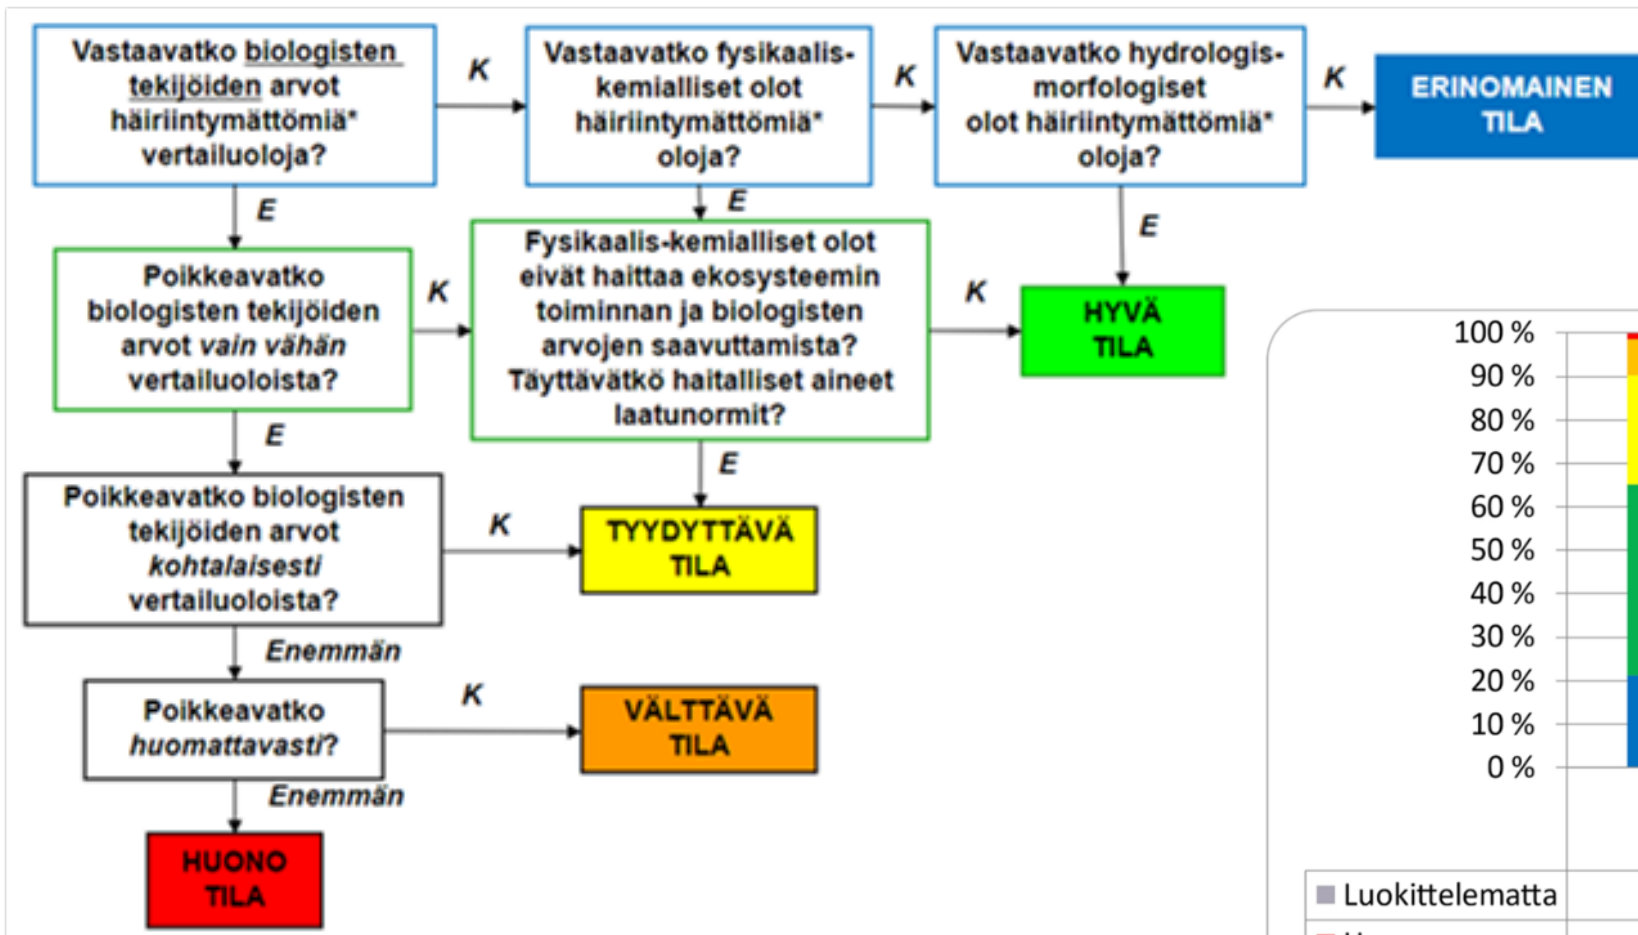 Vastaavatko biologisten
tekijöiden arvot
häiriintymättömiä*
vertailuoloja?
K
Vastaavatko fysikaalis-
kemialliset olot
häiriintymättömiä*
oloja?
K
Vastaavatko hydrologis-
morfologiset
olot häiriintymättömiä*
oloja?
K
ERINOMAINEN
TILA
E
E
E
Poikkeavatko
biologisten tekijöiden
arvot vain vähän
vertailuoloista?
K
Fysikaalis-kemialliset olot
eivät haittaa ekosysteemin
toiminnan ja biologisten
arvojen saavuttamista?
Täyttävätkö haitalliset aineet
laatunormit?
K
HYVÄ
TILA
E
E
Poikkeavatko biologisten
tekijöiden arvot
kohtalaisesti
vertailuoloista?
K
TYYDYTTÄVÄ
TILA
Enemmän
Poikkeavatko
huomattavasti?
K
VÄLTTÄVÄ
TILA
Enemmän
HUONO
TILA
100 %
90 %
80 %
70 %
60 %
50 %
40 %
30 %
20 %
10 %
0 %
Luokittelematta